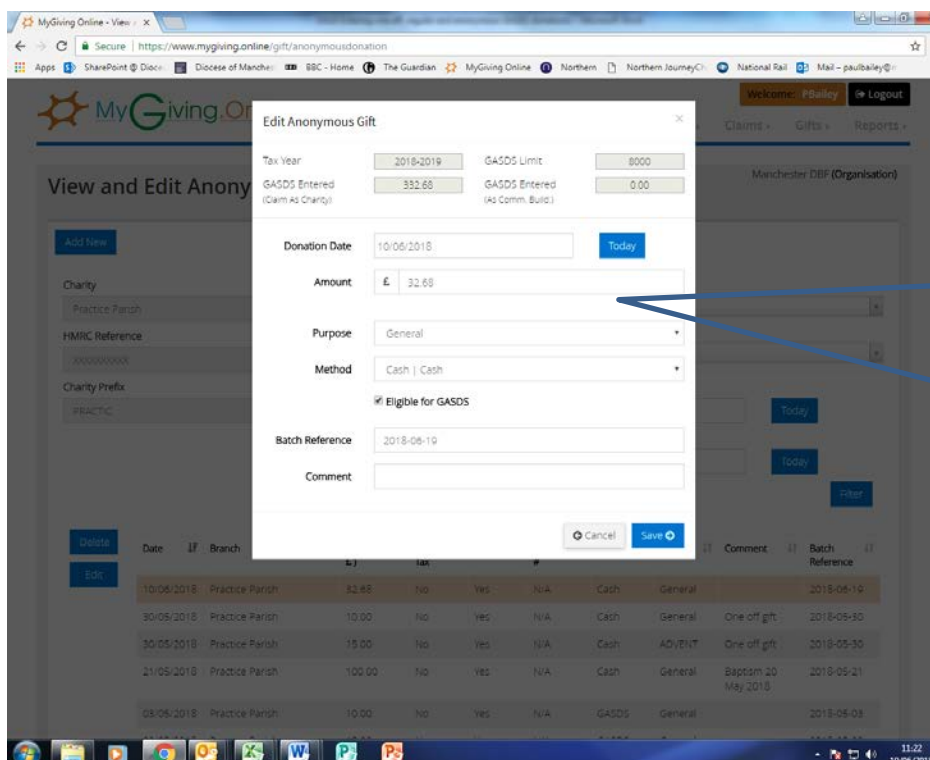 MyGiving Online - View
Secure | https://www.mygiving.online/gift/anonymousdonation
Apps SharePoint @ Dioce Diocese of Manches BBC - Home The Guardian MyGiving Online Northern Northern JourneyCh National Rail Mail – paulbailey@
MyGiving.On Welcome: PBailey Logout
Claims Gifts Reports
Edit Anonymous Gift ×
Tax Year 2018-2019 GASDS Limit 8000
GASDS Entered 332.68 GASDS Entered 0.00
(Claim As Charity) (As Comm. Build.)
View and Edit Anony Manchester DBF (Organisation)
Add New
Donation Date 10/06/2018 Today
Charity Amount £ 32.68
Practice Parish
HMRC Reference Purpose General
XXXXXXXXXX
Method Cash | Cash
Charity Prefix
PRACTIC Eligible for GASDS Today
Batch Reference 2018-06-19
Today
Comment
Filter
Cancel Save
Delete Date Branch £) Tax # Comment Batch Reference
Edit
10/06/2018 Practice Parish 32.68 No Yes N/A Cash General 2018-06-19
30/05/2018 Practice Parish 10.00 No Yes N/A Cash General One off gift 2018-05-30
30/05/2018 Practice Parish 15.00 No Yes N/A Cash ADVENT One off gift 2018-05-30
21/05/2018 Practice Parish 100.00 No Yes N/A Cash General Baptism 20 May 2018 2018-05-21
03/05/2018 Practice Parish 10.00 No Yes N/A GASDS General 2018-05-03
11:22